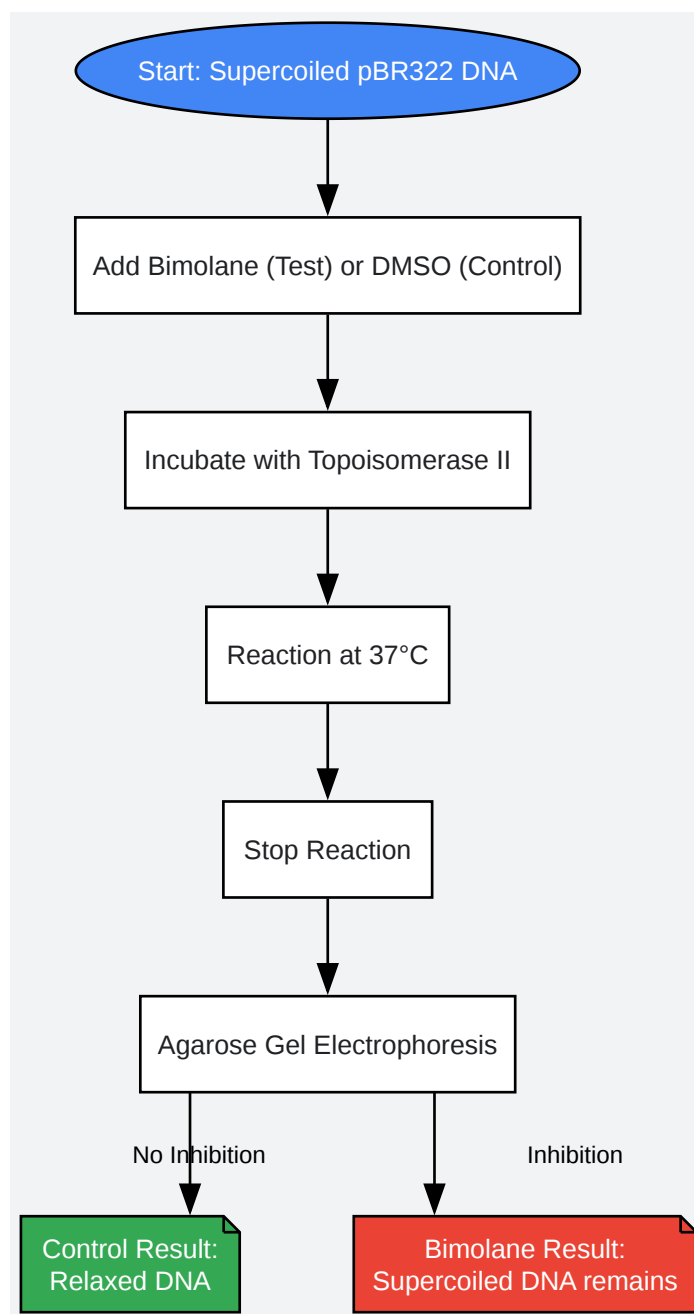 Start: Supercoiled pBR322 DNA
Add Bimolane (Test) or DMSO (Control)
Incubate with Topoisomerase II
Reaction at 37°C
Stop Reaction
Agarose Gel Electrophoresis
No Inhibition
Inhibition
Control Result:
Relaxed DNA
Bimolane Result:
Supercoiled DNA remains